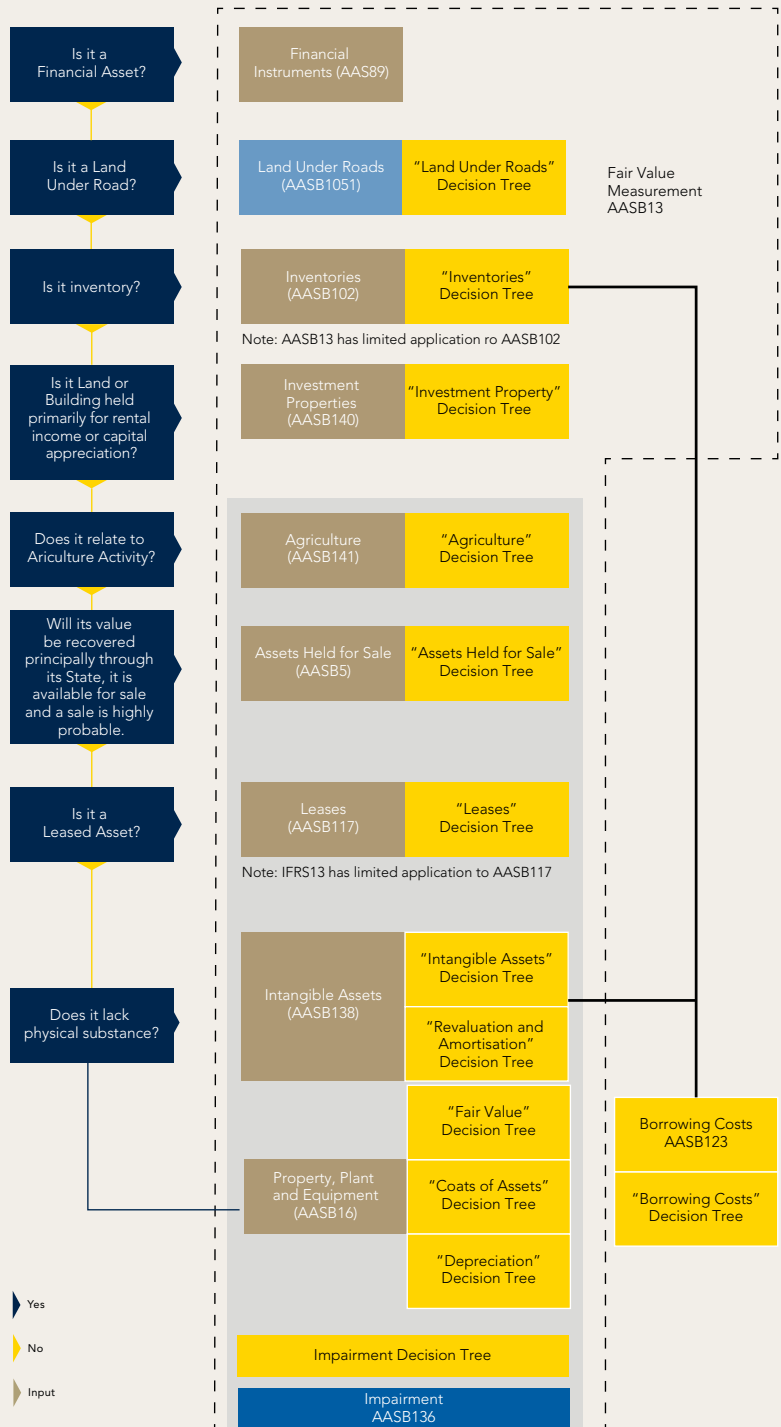 Is it a
Financial Asset?
Financial
Instruments (AAS89)
Is it a Land
Under Road?
Land Under Roads
(AASB1051)
“Land Under Roads”
Decision Tree
Fair Value
Measurement
AASB13
Is it inventory?
Inventories
(AASB102)
“Inventories”
Decision Tree
Note: AASB13 has limited application ro AASB102
Is it Land or
Building held
primarily for rental
income or capital
appreciation?
Investment
Properties
(AASB140)
“Investment Property”
Decision Tree
Does it relate to
Ariculture Activity?
Agriculture
(AASB141)
“Agriculture”
Decision Tree
Will its value
be recovered
principally through
its State, it is
available for sale
and a sale is highly
probable.
Assets Held for Sale
(AASB5)
“Assets Held for Sale”
Decision Tree
Is it a
Leased Asset?
Leases
(AASB117)
“Leases”
Decision Tree
Note: IFRS13 has limited application to AASB117
Does it lack
physical substance?
Intangible Assets
(AASB138)
“Intangible Assets”
Decision Tree
“Revaluation and
Amortisation”
Decision Tree
“Fair Value”
Decision Tree
Property, Plant
and Equipment
(AASB16)
“Coats of Assets”
Decision Tree
“Depreciation”
Decision Tree
Borrowing Costs
AASB123
“Borrowing Costs”
Decision Tree
Yes
No
Input
Impairment Decision Tree
Impairment
AASB136